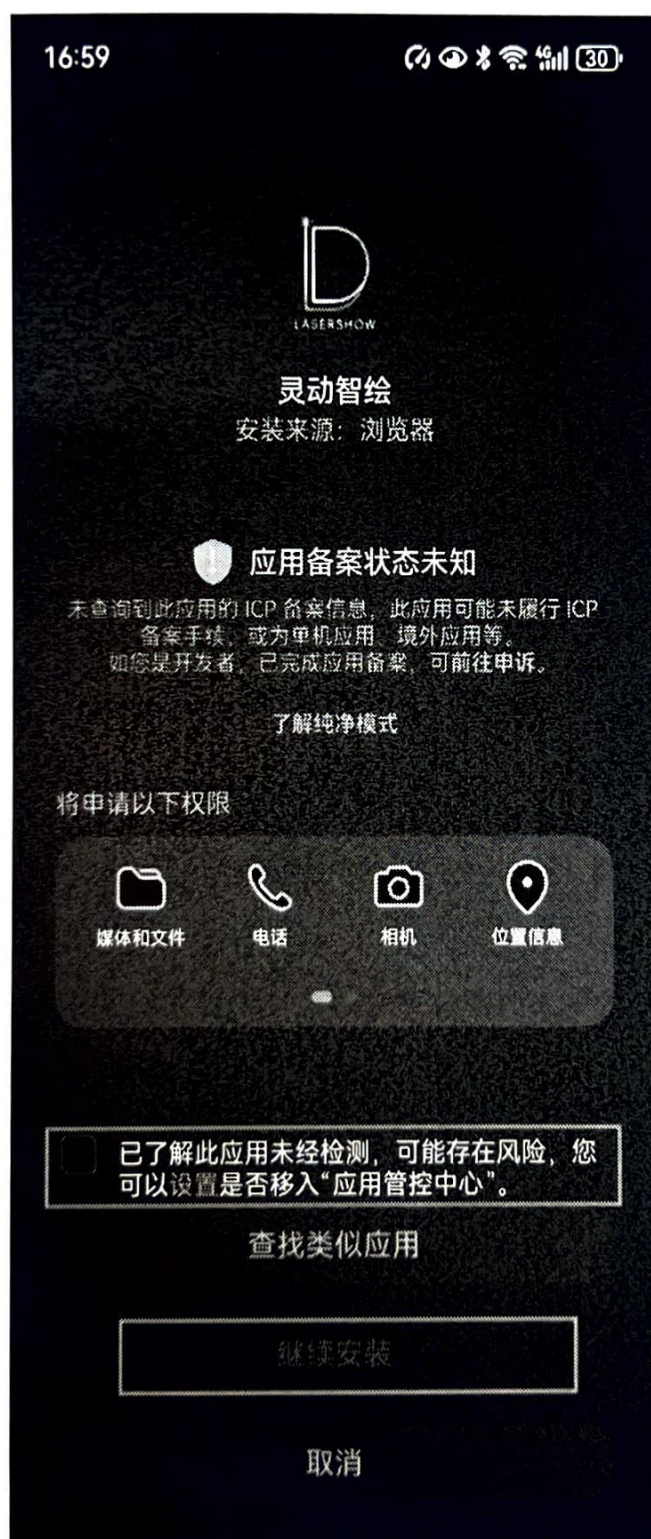 16:59
4G
30
LASERSHOW
灵动智绘
安装来源：浏览器
应用备案状态未知
未查询到此应用的 ICP 备案信息，此应用可能未履行 ICP
备案手续、或为单机应用、境外应用等。
如您是开发者，已完成应用备案，可前往申诉。
了解纯净模式
将申请以下权限
媒体和文件 电话 相机 位置信息
已了解此应用未经检测，可能存在风险，您
可以设置是否移入“应用管控中心”。
查找类似应用
继续安装
取消